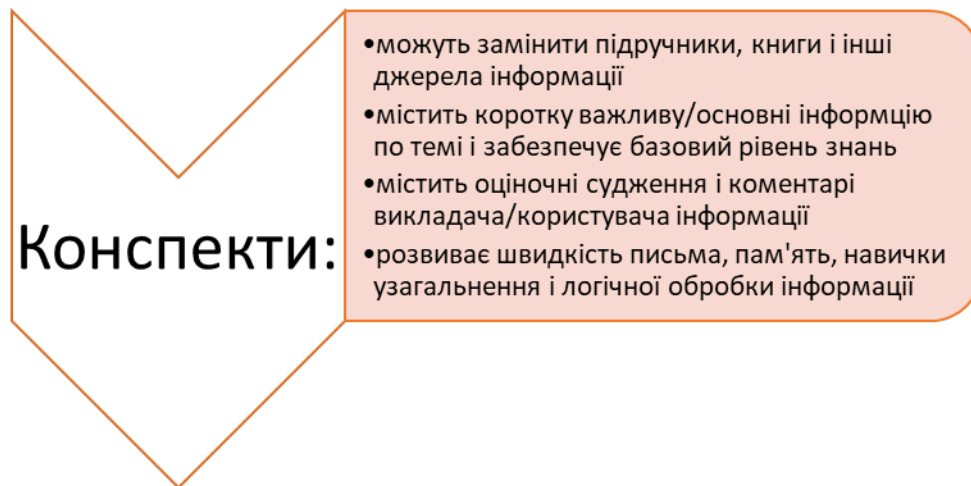 Конспекти:
•можуть замінити підручники, книги і інші
джерела інформації
•містить коротку важливу/основні інформцію
по темі і забезпечує базовий рівень знань
•містить оціночні судження і коментарі
викладача/користувача інформації
•розвиває швидкість письма, пам'ять, навички
узагальнення і логічної обробки інформації